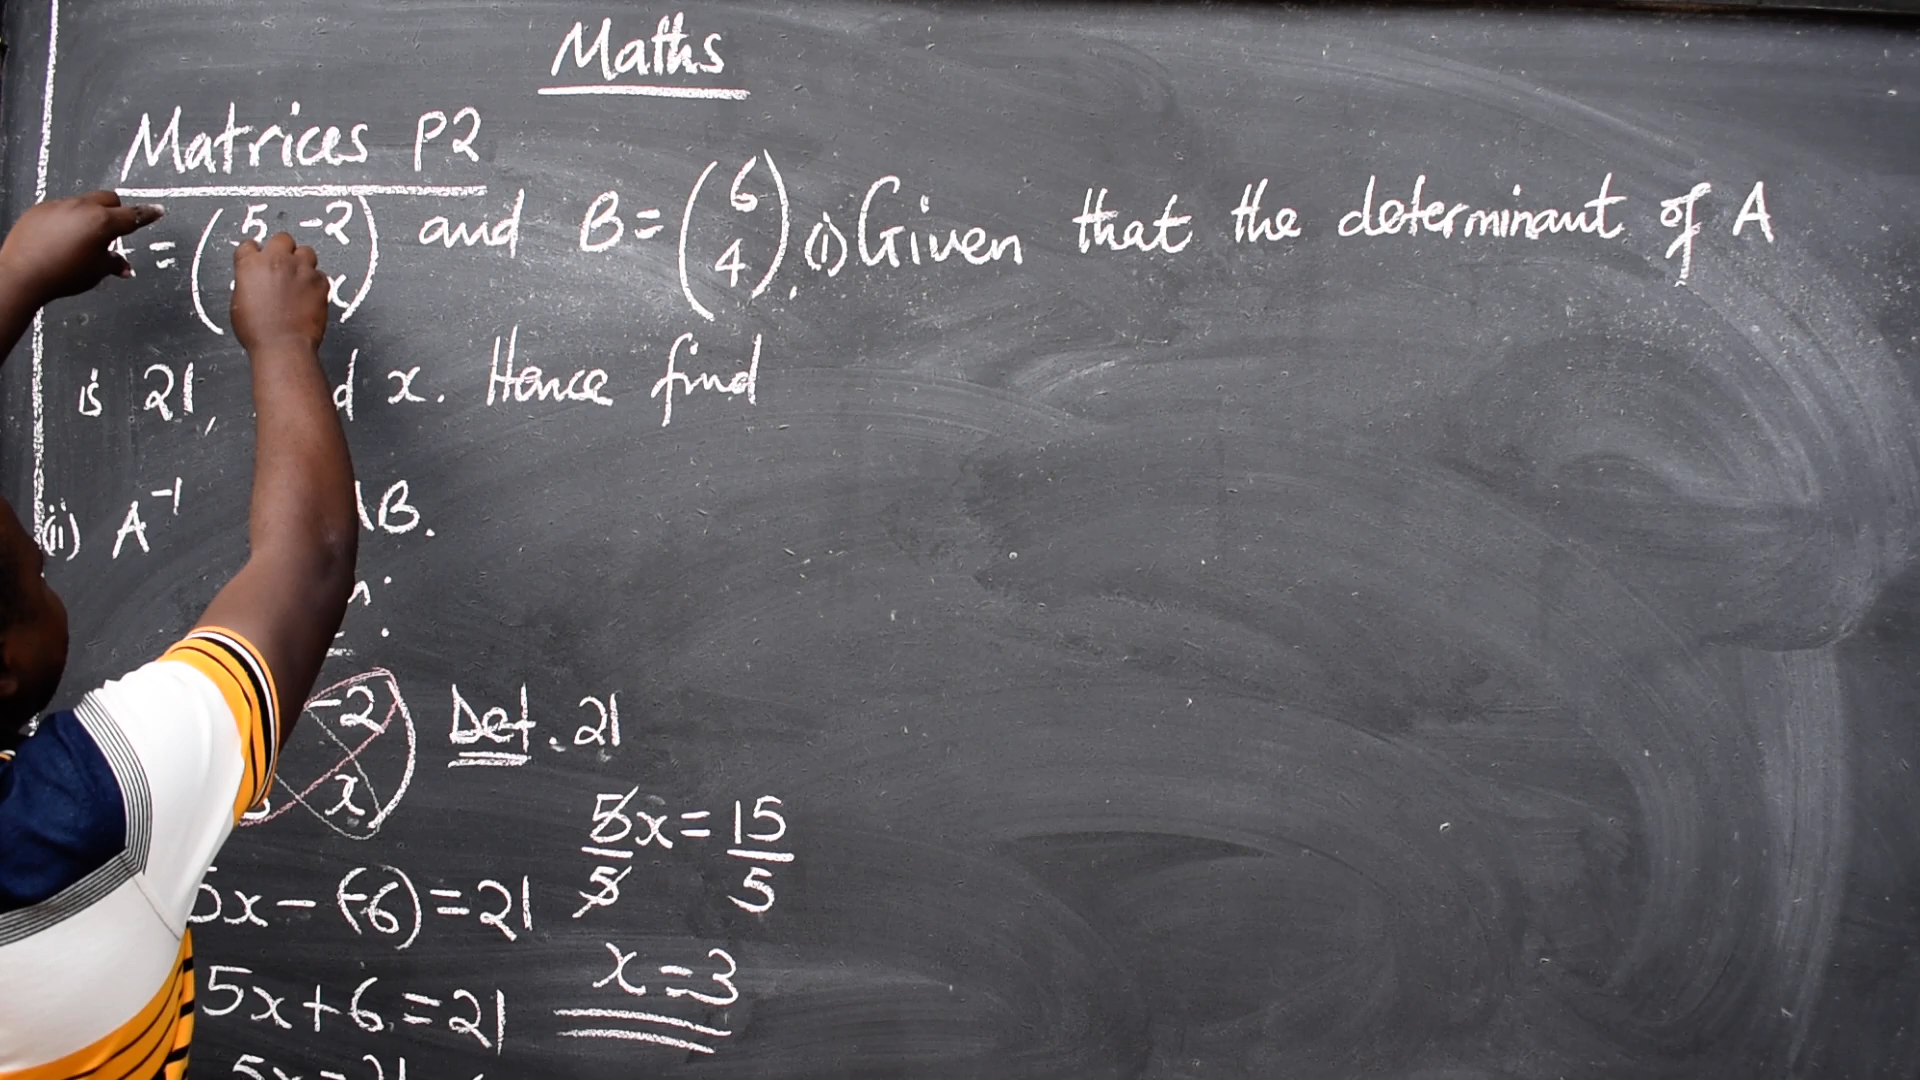 Maths
Matrices P2
= ( 5 -2 and B = ( 6 . (i) Given that the determinant of A
x ) 4 )
is 21, x. Hence find
(ii) A⁻¹ B.
-2 Det. 21
x
5x = 15
5 5
5x - (-6) = 21
x = 3
5x + 6 = 21